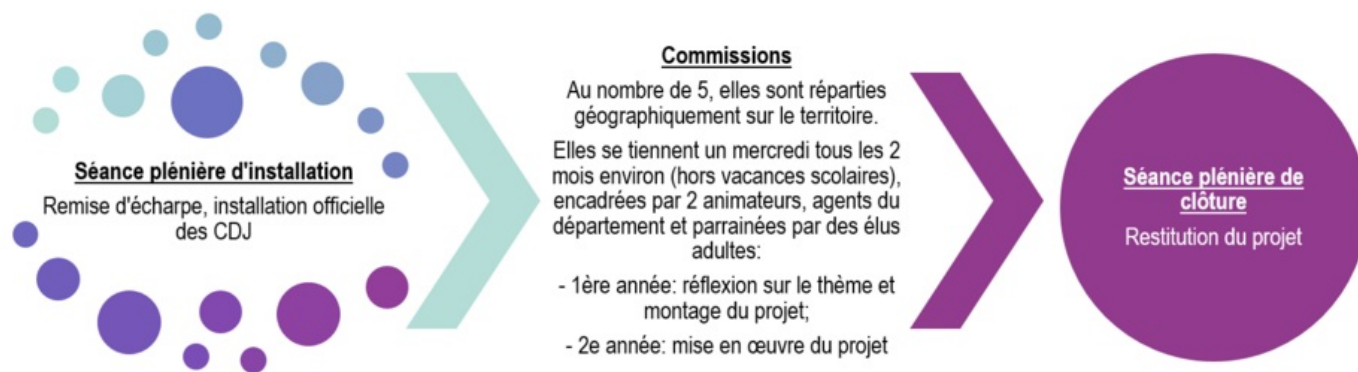 Séance plénière d'installation
Remise d'écharpe, installation officielle
des CDJ
Commissions
Au nombre de 5, elles sont réparties
géographiquement sur le territoire.
Elles se tiennent un mercredi tous les 2
mois environ (hors vacances scolaires),
encadrées par 2 animateurs, agents du
département et parrainées par des élus
adultes:
- 1ère année: réflexion sur le thème et
montage du projet;
- 2e année: mise en œuvre du projet
Séance plénière de
clôture
Restitution du projet